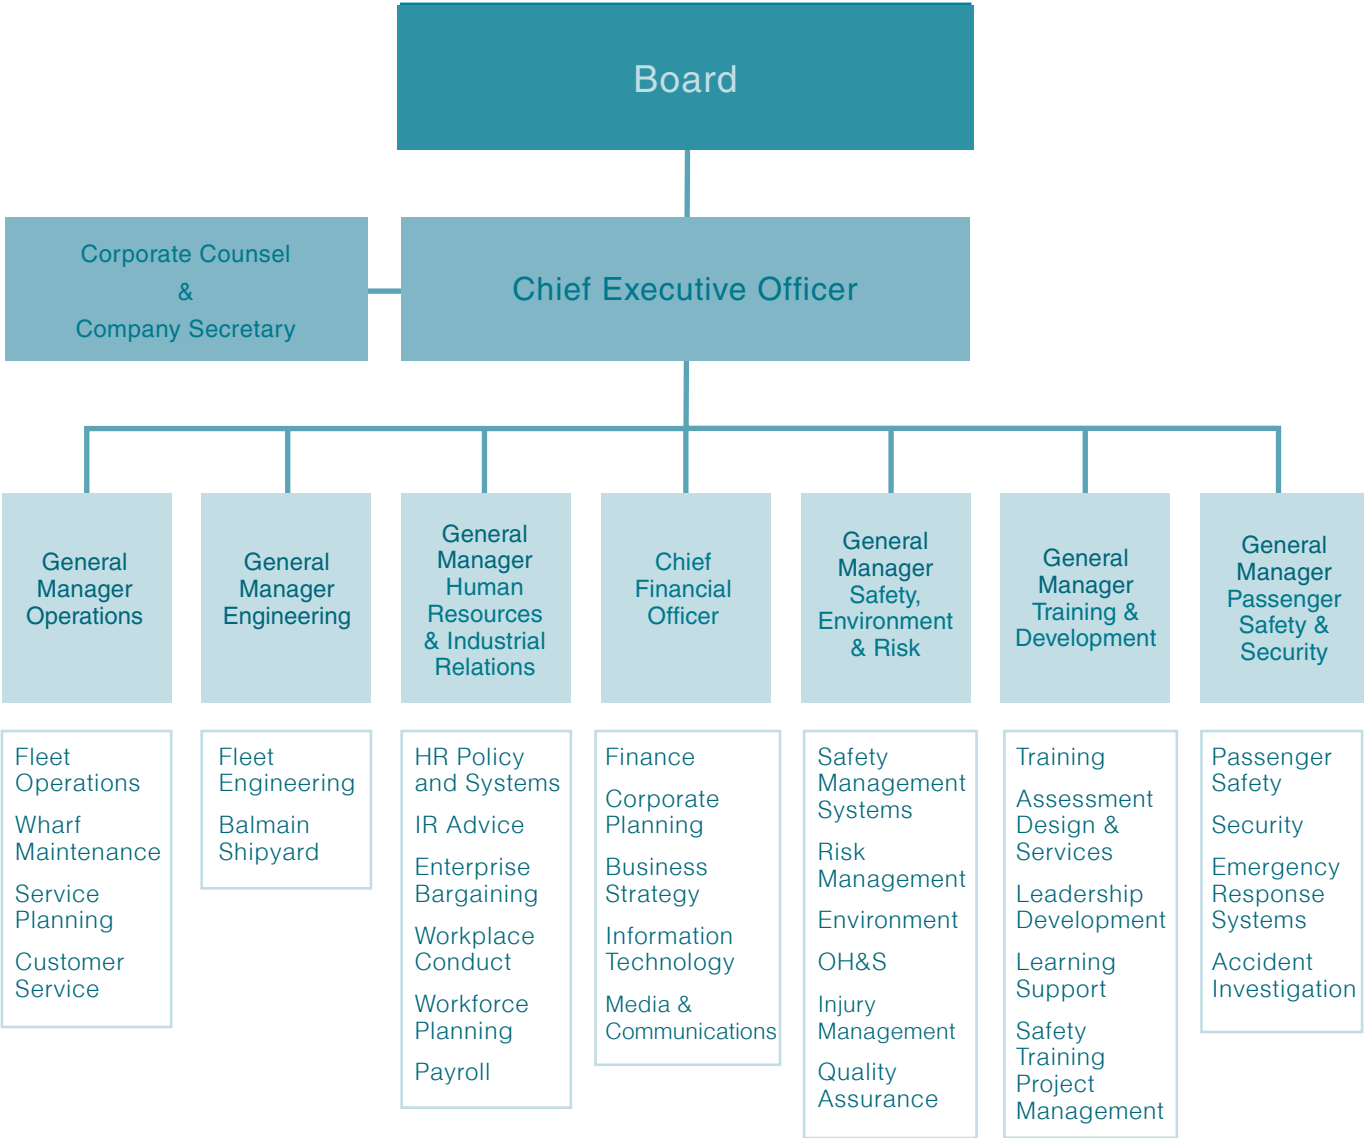 Board
Corporate Counsel
&
Company Secretary
Chief Executive Officer
General
Manager
Operations
General
Manager
Engineering
General
Manager
Human
Resources
& Industrial
Relations
Chief
Financial
Officer
General
Manager
Safety,
Environment
& Risk
General
Manager
Training &
Development
General
Manager
Passenger
Safety &
Security
Fleet
Operations
Wharf
Maintenance
Service
Planning
Customer
Service
Fleet
Engineering
Balmain
Shipyard
HR Policy
and Systems
IR Advice
Enterprise
Bargaining
Workplace
Conduct
Workforce
Planning
Payroll
Finance
Corporate
Planning
Business
Strategy
Information
Technology
Media &
Communications
Safety
Management
Systems
Risk
Management
Environment
OH&S
Injury
Management
Quality
Assurance
Training
Assessment
Design &
Services
Leadership
Development
Learning
Support
Safety
Training
Project
Management
Passenger
Safety
Security
Emergency
Response
Systems
Accident
Investigation